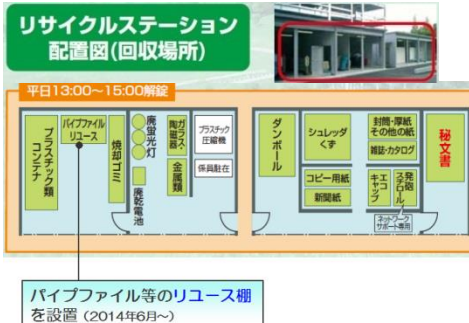 リサイクルステーション
配置図(回収場所)
平日13:00～15:00解錠
プラスチック類
コンテナ
パイプファイル
リユース
焼却ゴミ
廃蛍光灯
廃乾電池
ガラス・
陶磁器
金属類
プラスチック
圧縮機
係員駐在
ダンボール
シュレッダ
くず
コピー用紙
新聞紙
封筒・厚紙
その他の紙
雑誌・カタログ
エコ
キャップ
発砲
スチロール
ネットワーク
サポート専用
秘文書
パイプファイル等のリユース棚
を設置（2014年6月～）